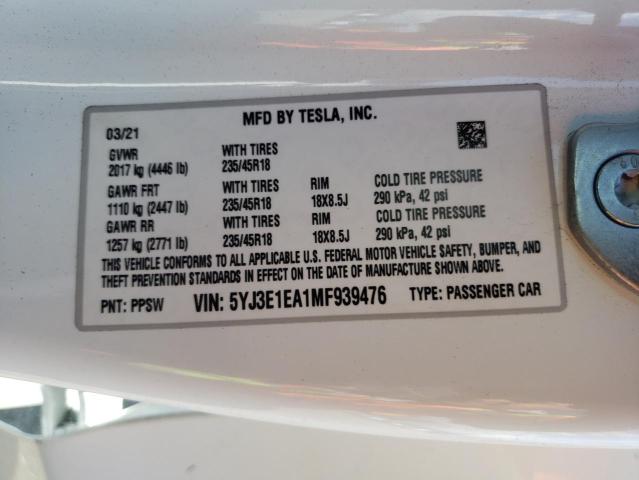 MFD BY TESLA, INC.
03/21
GVWR WITH TIRES
2017 kg (4446 lb) 235/45R18
GAWR FRT WITH TIRES RIM COLD TIRE PRESSURE
1110 kg (2447 lb) 235/45R18 18X8.5J 290 kPa, 42 psi
GAWR RR WITH TIRES RIM COLD TIRE PRESSURE
1257 kg (2771 lb) 235/45R18 18X8.5J 290 kPa, 42 psi
THIS VEHICLE CONFORMS TO ALL APPLICABLE U.S. FEDERAL MOTOR VEHICLE SAFETY, BUMPER, AND
THEFT PREVENTION STANDARDS IN EFFECT ON THE DATE OF MANUFACTURE SHOWN ABOVE.
PNT: PPSW VIN: 5YJ3E1EA1MF939476 TYPE: PASSENGER CAR